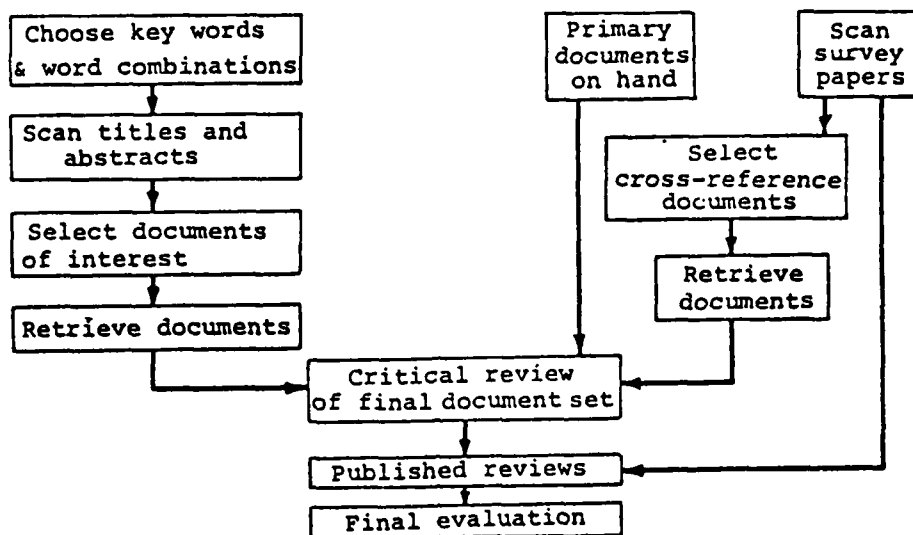 Choose key words
& word combinations
Scan titles and
abstracts
Select documents
of interest
Retrieve documents
Primary
documents
on hand
Scan
survey
papers
Select
cross-reference
documents
Retrieve
documents
Critical review
of final document set
Published reviews
Final evaluation